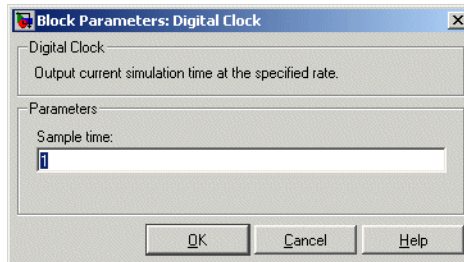 Block Parameters: Digital Clock
Digital Clock
Output current simulation time at the specified rate.
Parameters
Sample time:
1
OK Cancel Help